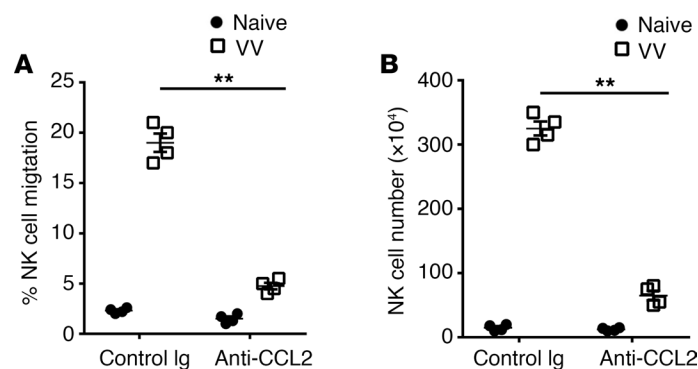 Naive
VV
A
**
25
20
15
10
5
0
% NK cell migtation
Control Ig
Anti-CCL2
Naive
VV
B
**
400
300
200
100
0
NK cell number (×10⁴)
Control Ig
Anti-CCL2